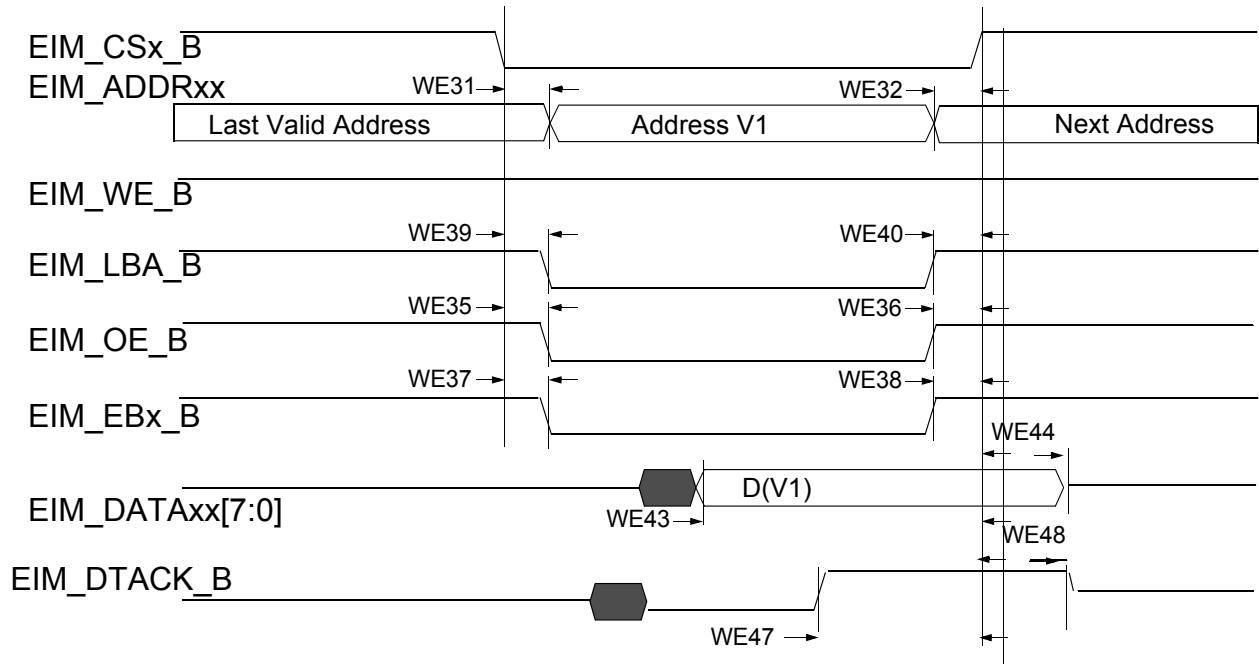 EIM_CSx_B
EIM_ADDRxx
WE31
WE32
Last Valid Address
Address V1
Next Address
EIM_WE_B
WE39
WE40
EIM_LBA_B
WE35
WE36
EIM_OE_B
WE37
WE38
EIM_EBx_B
WE44
D(V1)
EIM_DATAxx[7:0]
WE43
WE48
EIM_DTACK_B
WE47